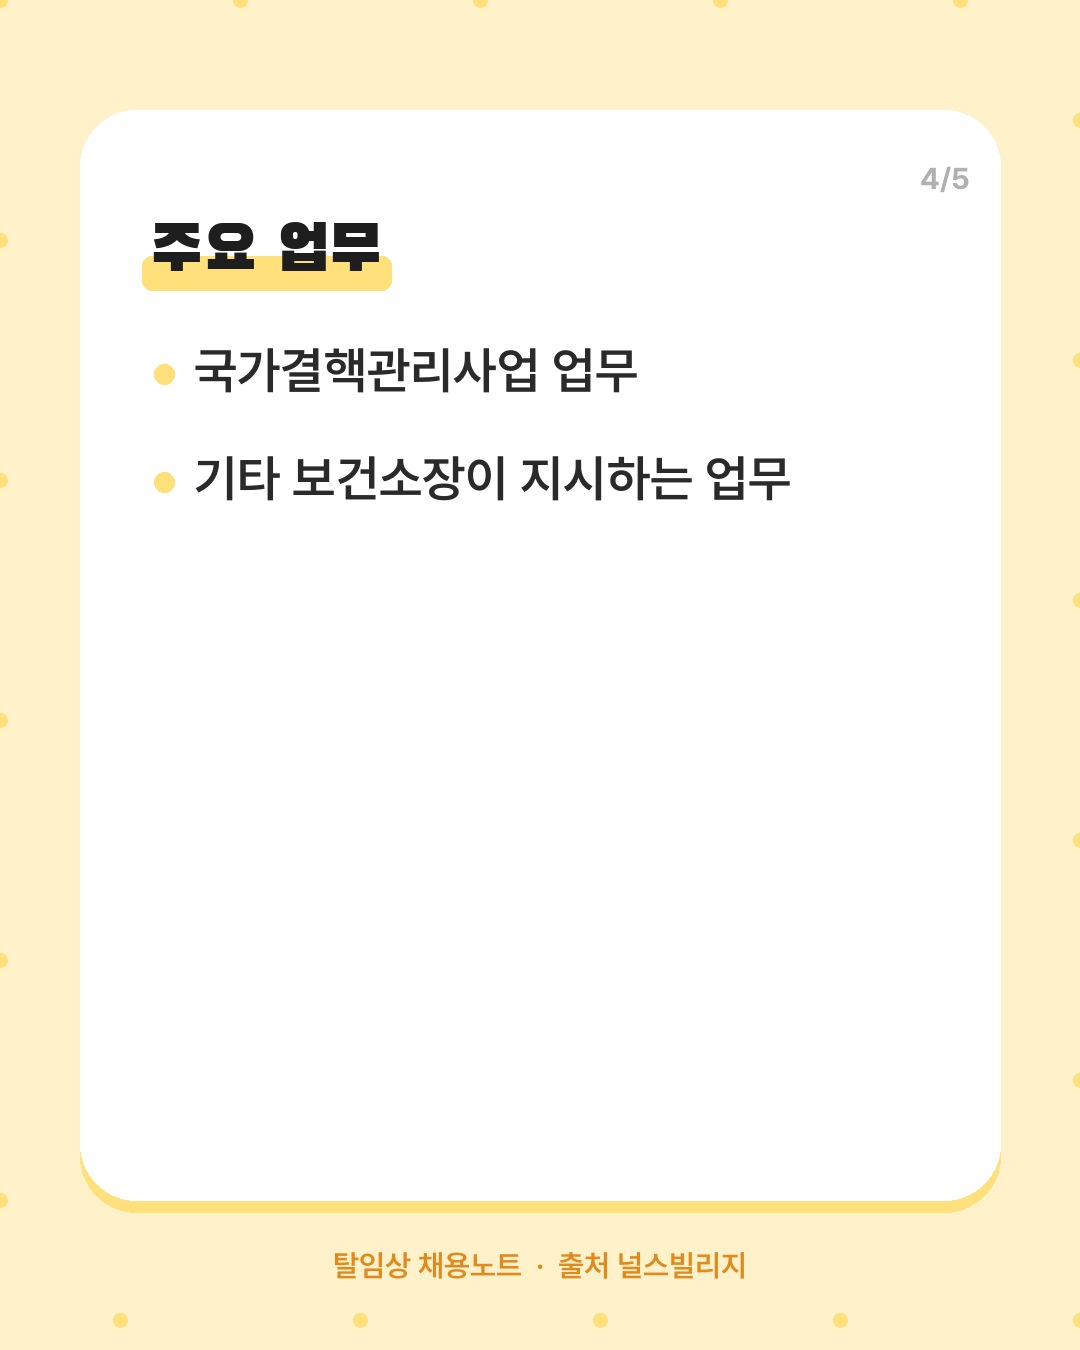 4/5
주요 업무
국가결핵관리사업 업무
기타 보건소장이 지시하는 업무
탈임상 채용노트 · 출처 널스빌리지